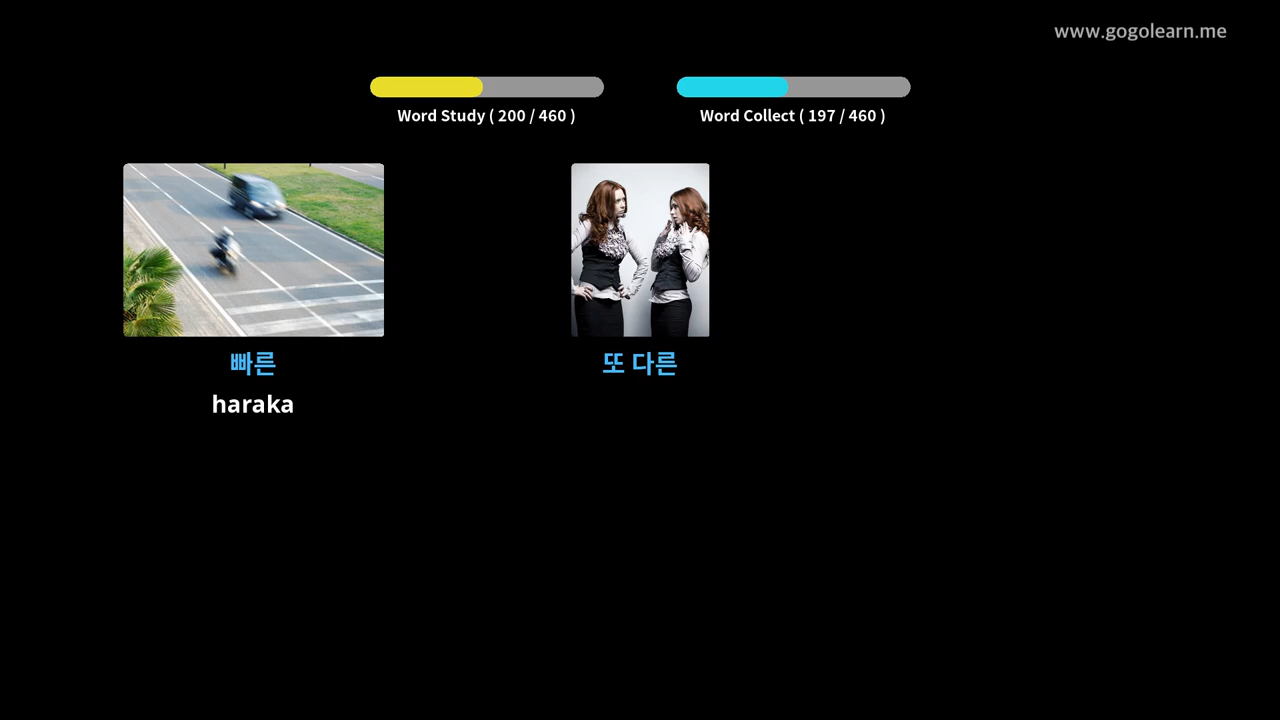 www.gogolearn.me
Word Study ( 200 / 460 )
Word Collect ( 197 / 460 )
빠른
haraka
또 다른